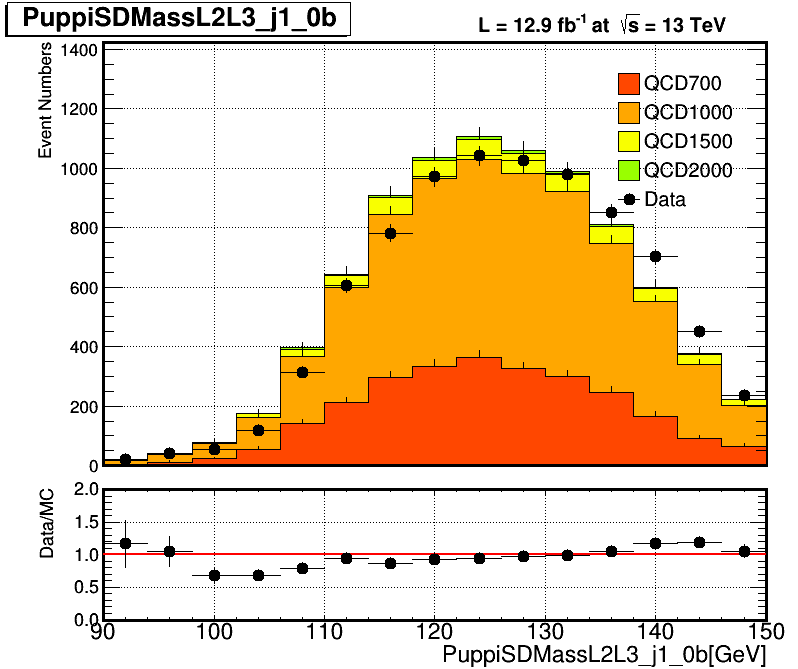 PuppiSDMassL2L3_j1_0b
L = 12.9 fb-1 at √s = 13 TeV
Event Numbers
1400
1200
1000
800
600
400
200
0
QCD700
QCD1000
QCD1500
QCD2000
Data
Data/MC
2.0
1.5
1.0
0.5
0.0
90 100 110 120 130 140 150
PuppiSDMassL2L3_j1_0b[GeV]